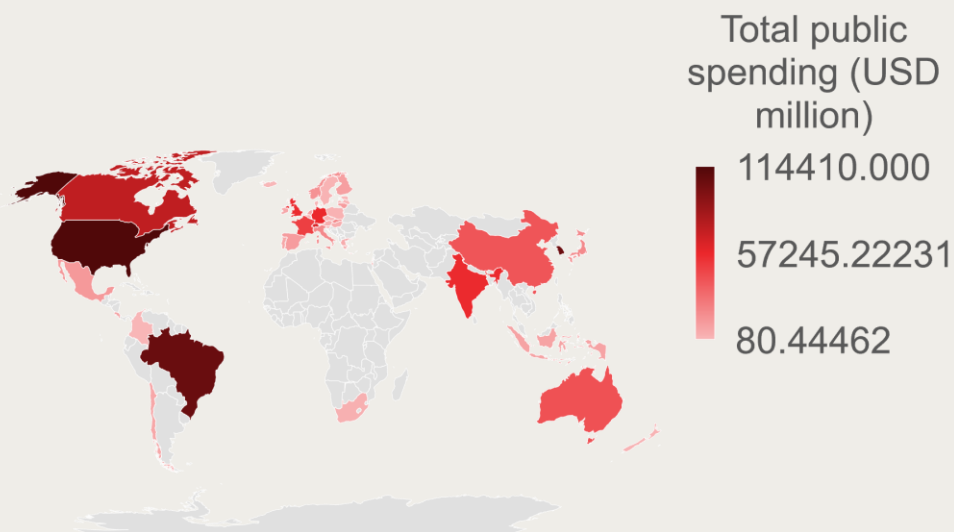 Total public
spending (USD
million)
114410.000
57245.22231
80.44462